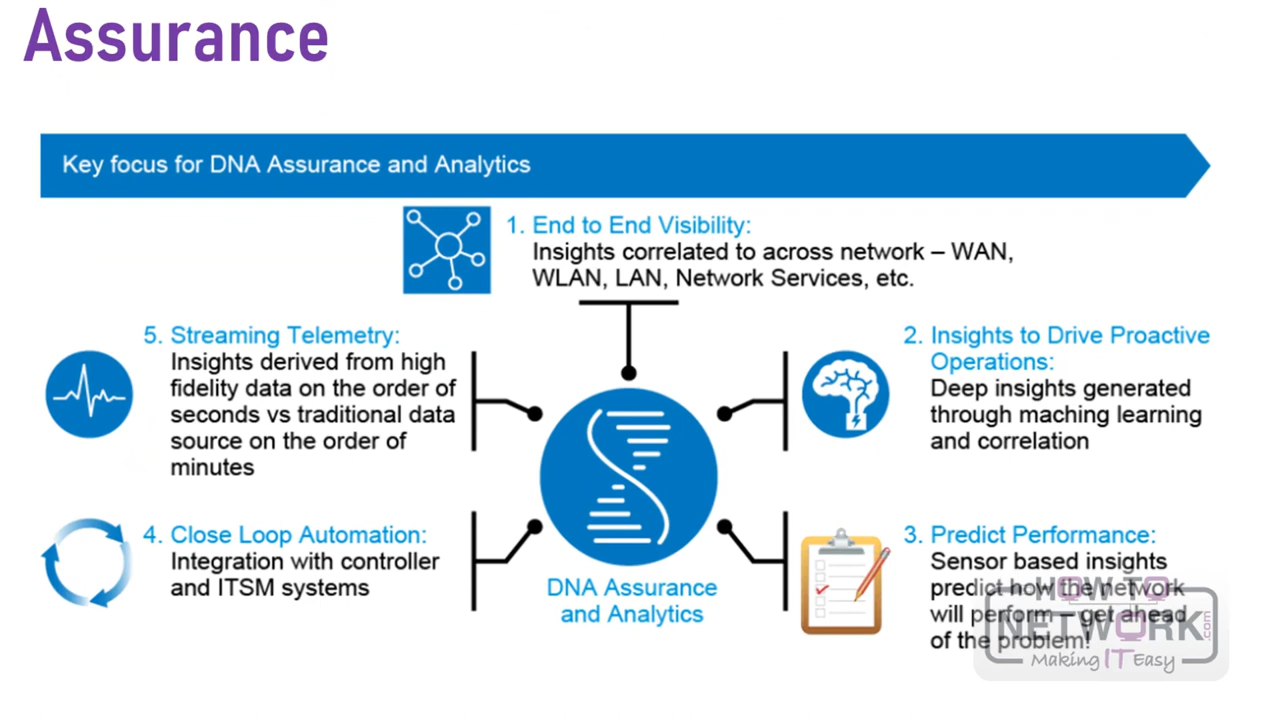 Assurance
Key focus for DNA Assurance and Analytics
1. End to End Visibility:
Insights correlated to across network – WAN,
WLAN, LAN, Network Services, etc.
5. Streaming Telemetry:
Insights derived from high
fidelity data on the order of
seconds vs traditional data
source on the order of
minutes
2. Insights to Drive Proactive
Operations:
Deep insights generated
through maching learning
and correlation
4. Close Loop Automation:
Integration with controller
and ITSM systems
3. Predict Performance:
Sensor based insights
predict how the network
will perform – get ahead
of the problem!
DNA Assurance
and Analytics
HOW TO
NETWORK
.com
Making IT Easy